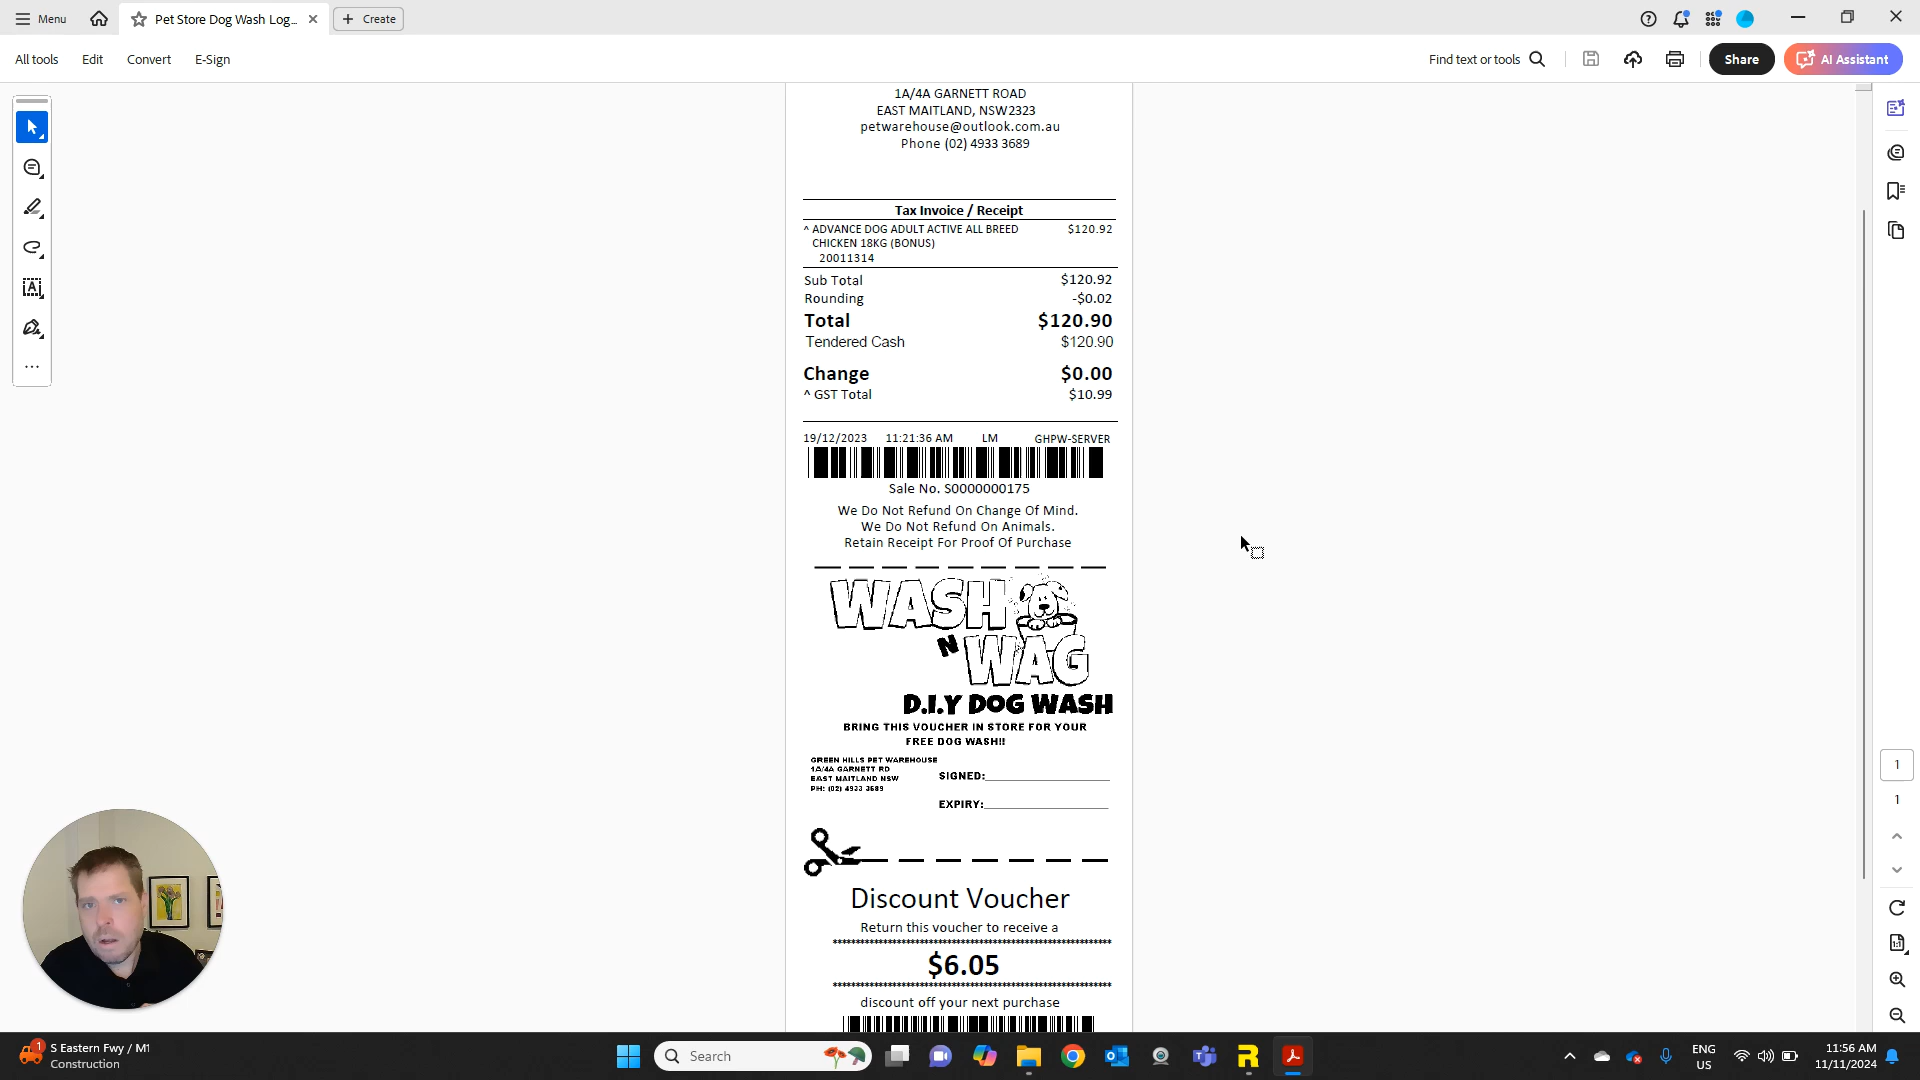 Menu
Pet Store Dog Wash Log...
Create
All tools
Edit
Convert
E-Sign
Find text or tools
Share
AI Assistant
1A/4A GARNETT ROAD
EAST MAITLAND, NSW2323
petwarehouse@outlook.com.au
Phone (02) 4933 3689
Tax Invoice / Receipt
^ ADVANCE DOG ADULT ACTIVE ALL BREED $120.92
CHICKEN 18KG (BONUS)
20011314
Sub Total $120.92
Rounding -$0.02
Total $120.90
Tendered Cash $120.90
Change $0.00
^ GST Total $10.99
19/12/2023 11:21:36 AM LM GHPW-SERVER
Sale No. S0000000175
We Do Not Refund On Change Of Mind.
We Do Not Refund On Animals.
Retain Receipt For Proof Of Purchase
WASH
N WAG
D.I.Y DOG WASH
BRING THIS VOUCHER IN STORE FOR YOUR
FREE DOG WASH!!
GREEN HILLS PET WAREHOUSE
1A/4A GARNETT RD
EAST MAITLAND NSW
PH: (02) 4933 3689
SIGNED:
EXPIRY:
Discount Voucher
Return this voucher to receive a
$6.05
discount off your next purchase
1
1
S Eastern Fwy / M1
Construction
Search
ENG
US
11:56 AM
11/11/2024